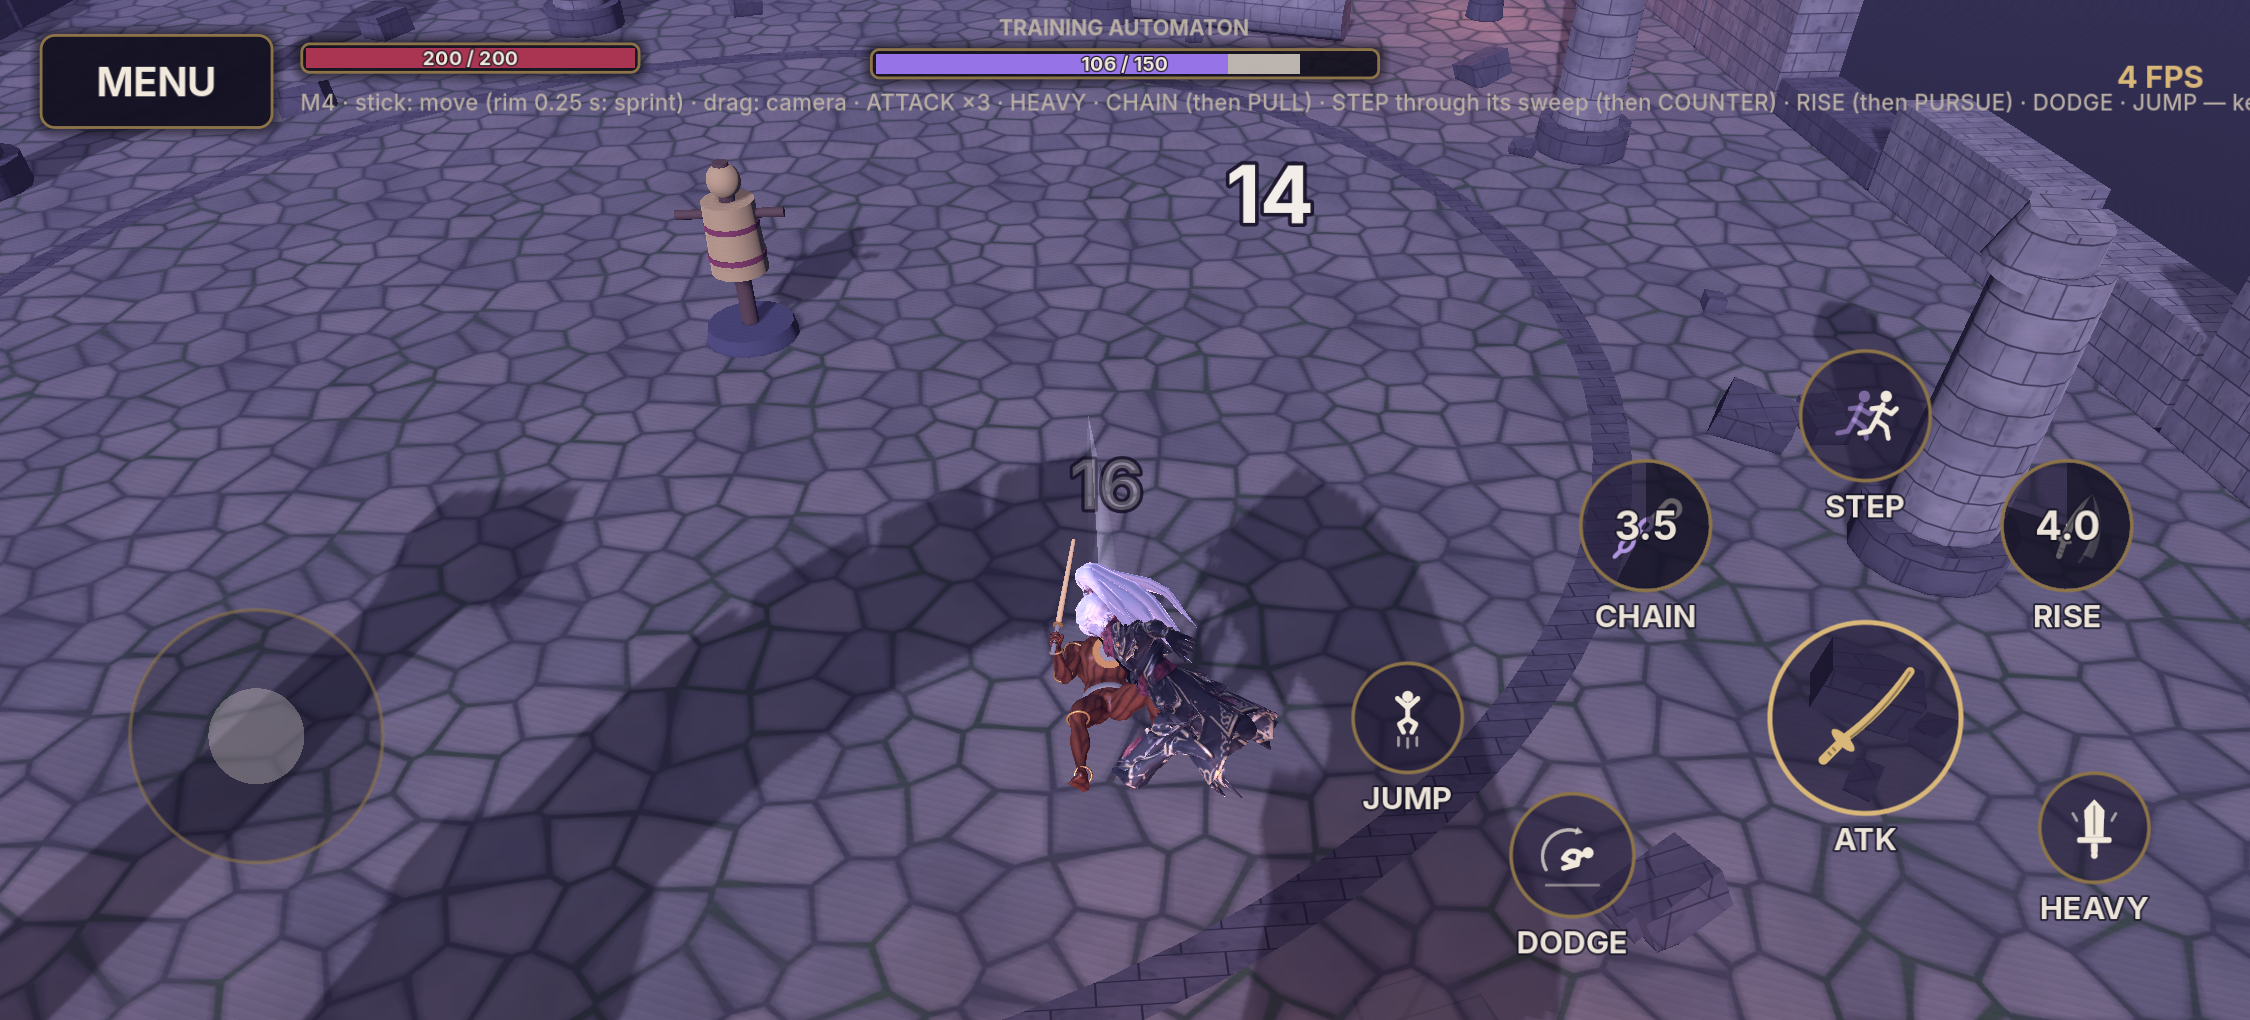 TRAINING AUTOMATON
MENU
200 / 200
106 / 150
4 FPS
M4 · stick: move (rim 0.25 s: sprint) · drag: camera · ATTACK ×3 · HEAVY · CHAIN (then PULL) · STEP through its sweep (then COUNTER) · RISE (then PURSUE) · DODGE · JUMP — ke
14
16
STEP
3.5
4.0
CHAIN
RISE
JUMP
ATK
HEAVY
DODGE